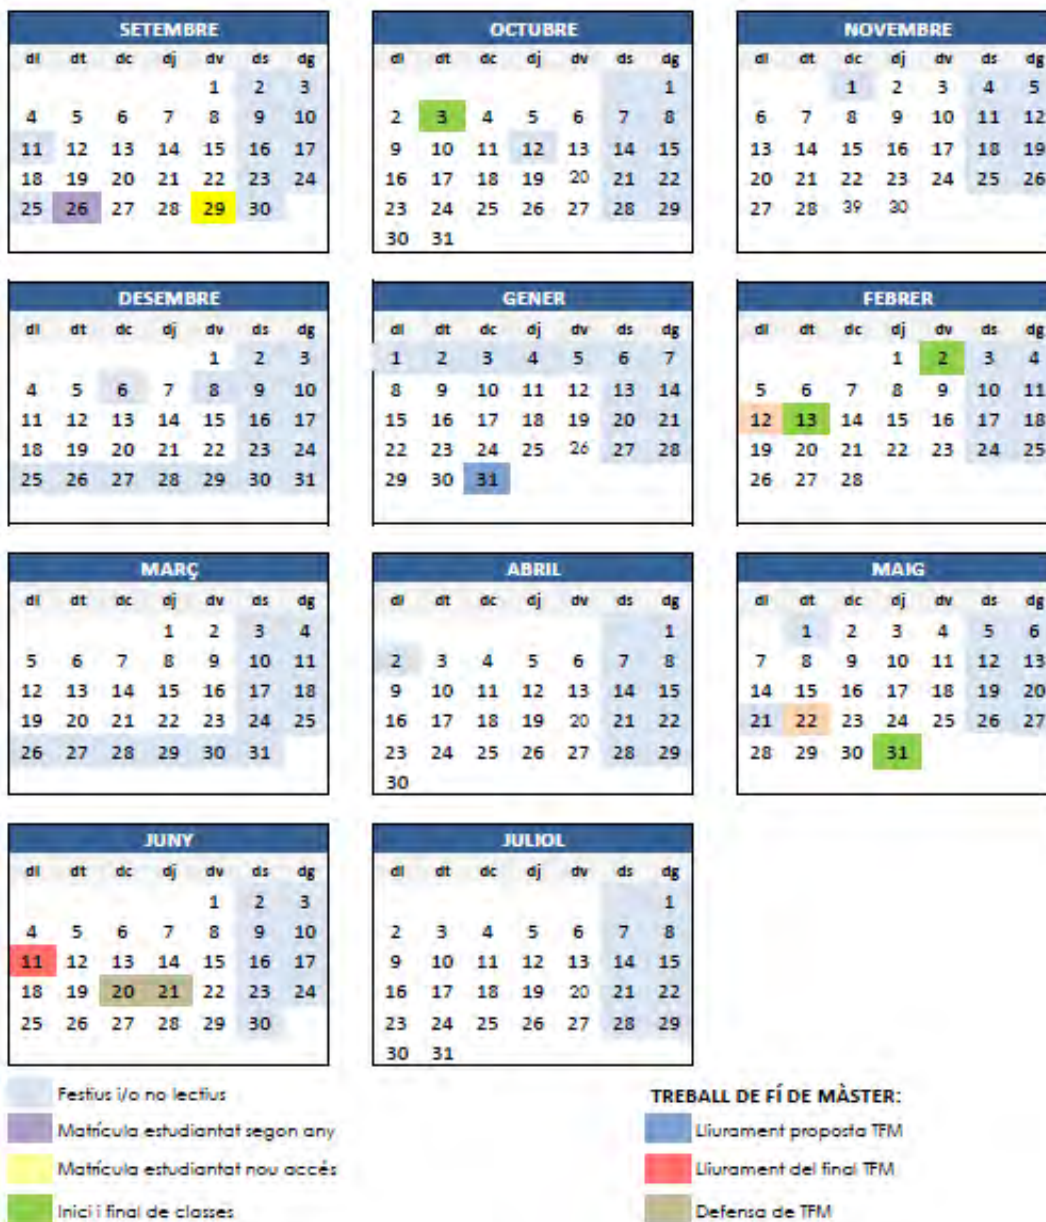 SETEMBRE
dl dt dc dj dv ds dg
1 2 3
4 5 6 7 8 9 10
11 12 13 14 15 16 17
18 19 20 21 22 23 24
25 26 27 28 29 30
OCTUBRE
dl dt dc dj dv ds dg
1
2 3 4 5 6 7 8
9 10 11 12 13 14 15
16 17 18 19 20 21 22
23 24 25 26 27 28 29
30 31
NOVEMBRE
dl dt dc dj dv ds dg
1 2 3 4 5
6 7 8 9 10 11 12
13 14 15 16 17 18 19
20 21 22 23 24 25 26
27 28 39 30
DESEMBRE
dl dt dc dj dv ds dg
1 2 3
4 5 6 7 8 9 10
11 12 13 14 15 16 17
18 19 20 21 22 23 24
25 26 27 28 29 30 31
GENER
dl dt dc dj dv ds dg
1 2 3 4 5 6 7
8 9 10 11 12 13 14
15 16 17 18 19 20 21
22 23 24 25 26 27 28
29 30 31
FEBRER
dl dt dc dj dv ds dg
1 2 3 4
5 6 7 8 9 10 11
12 13 14 15 16 17 18
19 20 21 22 23 24 25
26 27 28
MARÇ
dl dt dc dj dv ds dg
1 2 3 4
5 6 7 8 9 10 11
12 13 14 15 16 17 18
19 20 21 22 23 24 25
26 27 28 29 30 31
ABRIL
dl dt dc dj dv ds dg
1
2 3 4 5 6 7 8
9 10 11 12 13 14 15
16 17 18 19 20 21 22
23 24 25 26 27 28 29
30
MAIG
dl dt dc dj dv ds dg
1 2 3 4 5 6
7 8 9 10 11 12 13
14 15 16 17 18 19 20
21 22 23 24 25 26 27
28 29 30 31
JUNY
dl dt dc dj dv ds dg
1 2 3
4 5 6 7 8 9 10
11 12 13 14 15 16 17
18 19 20 21 22 23 24
25 26 27 28 29 30
JULIOL
dl dt dc dj dv ds dg
1
2 3 4 5 6 7 8
9 10 11 12 13 14 15
16 17 18 19 20 21 22
23 24 25 26 27 28 29
30 31
Festius i/o no lectius
Matrícula estudiantat segon any
Matrícula estudiantat nou accés
Inici i final de classes
TREBALL DE FÍ DE MÀSTER:
Lliurament proposta TFM
Lliurament del final TFM
Defensa de TFM